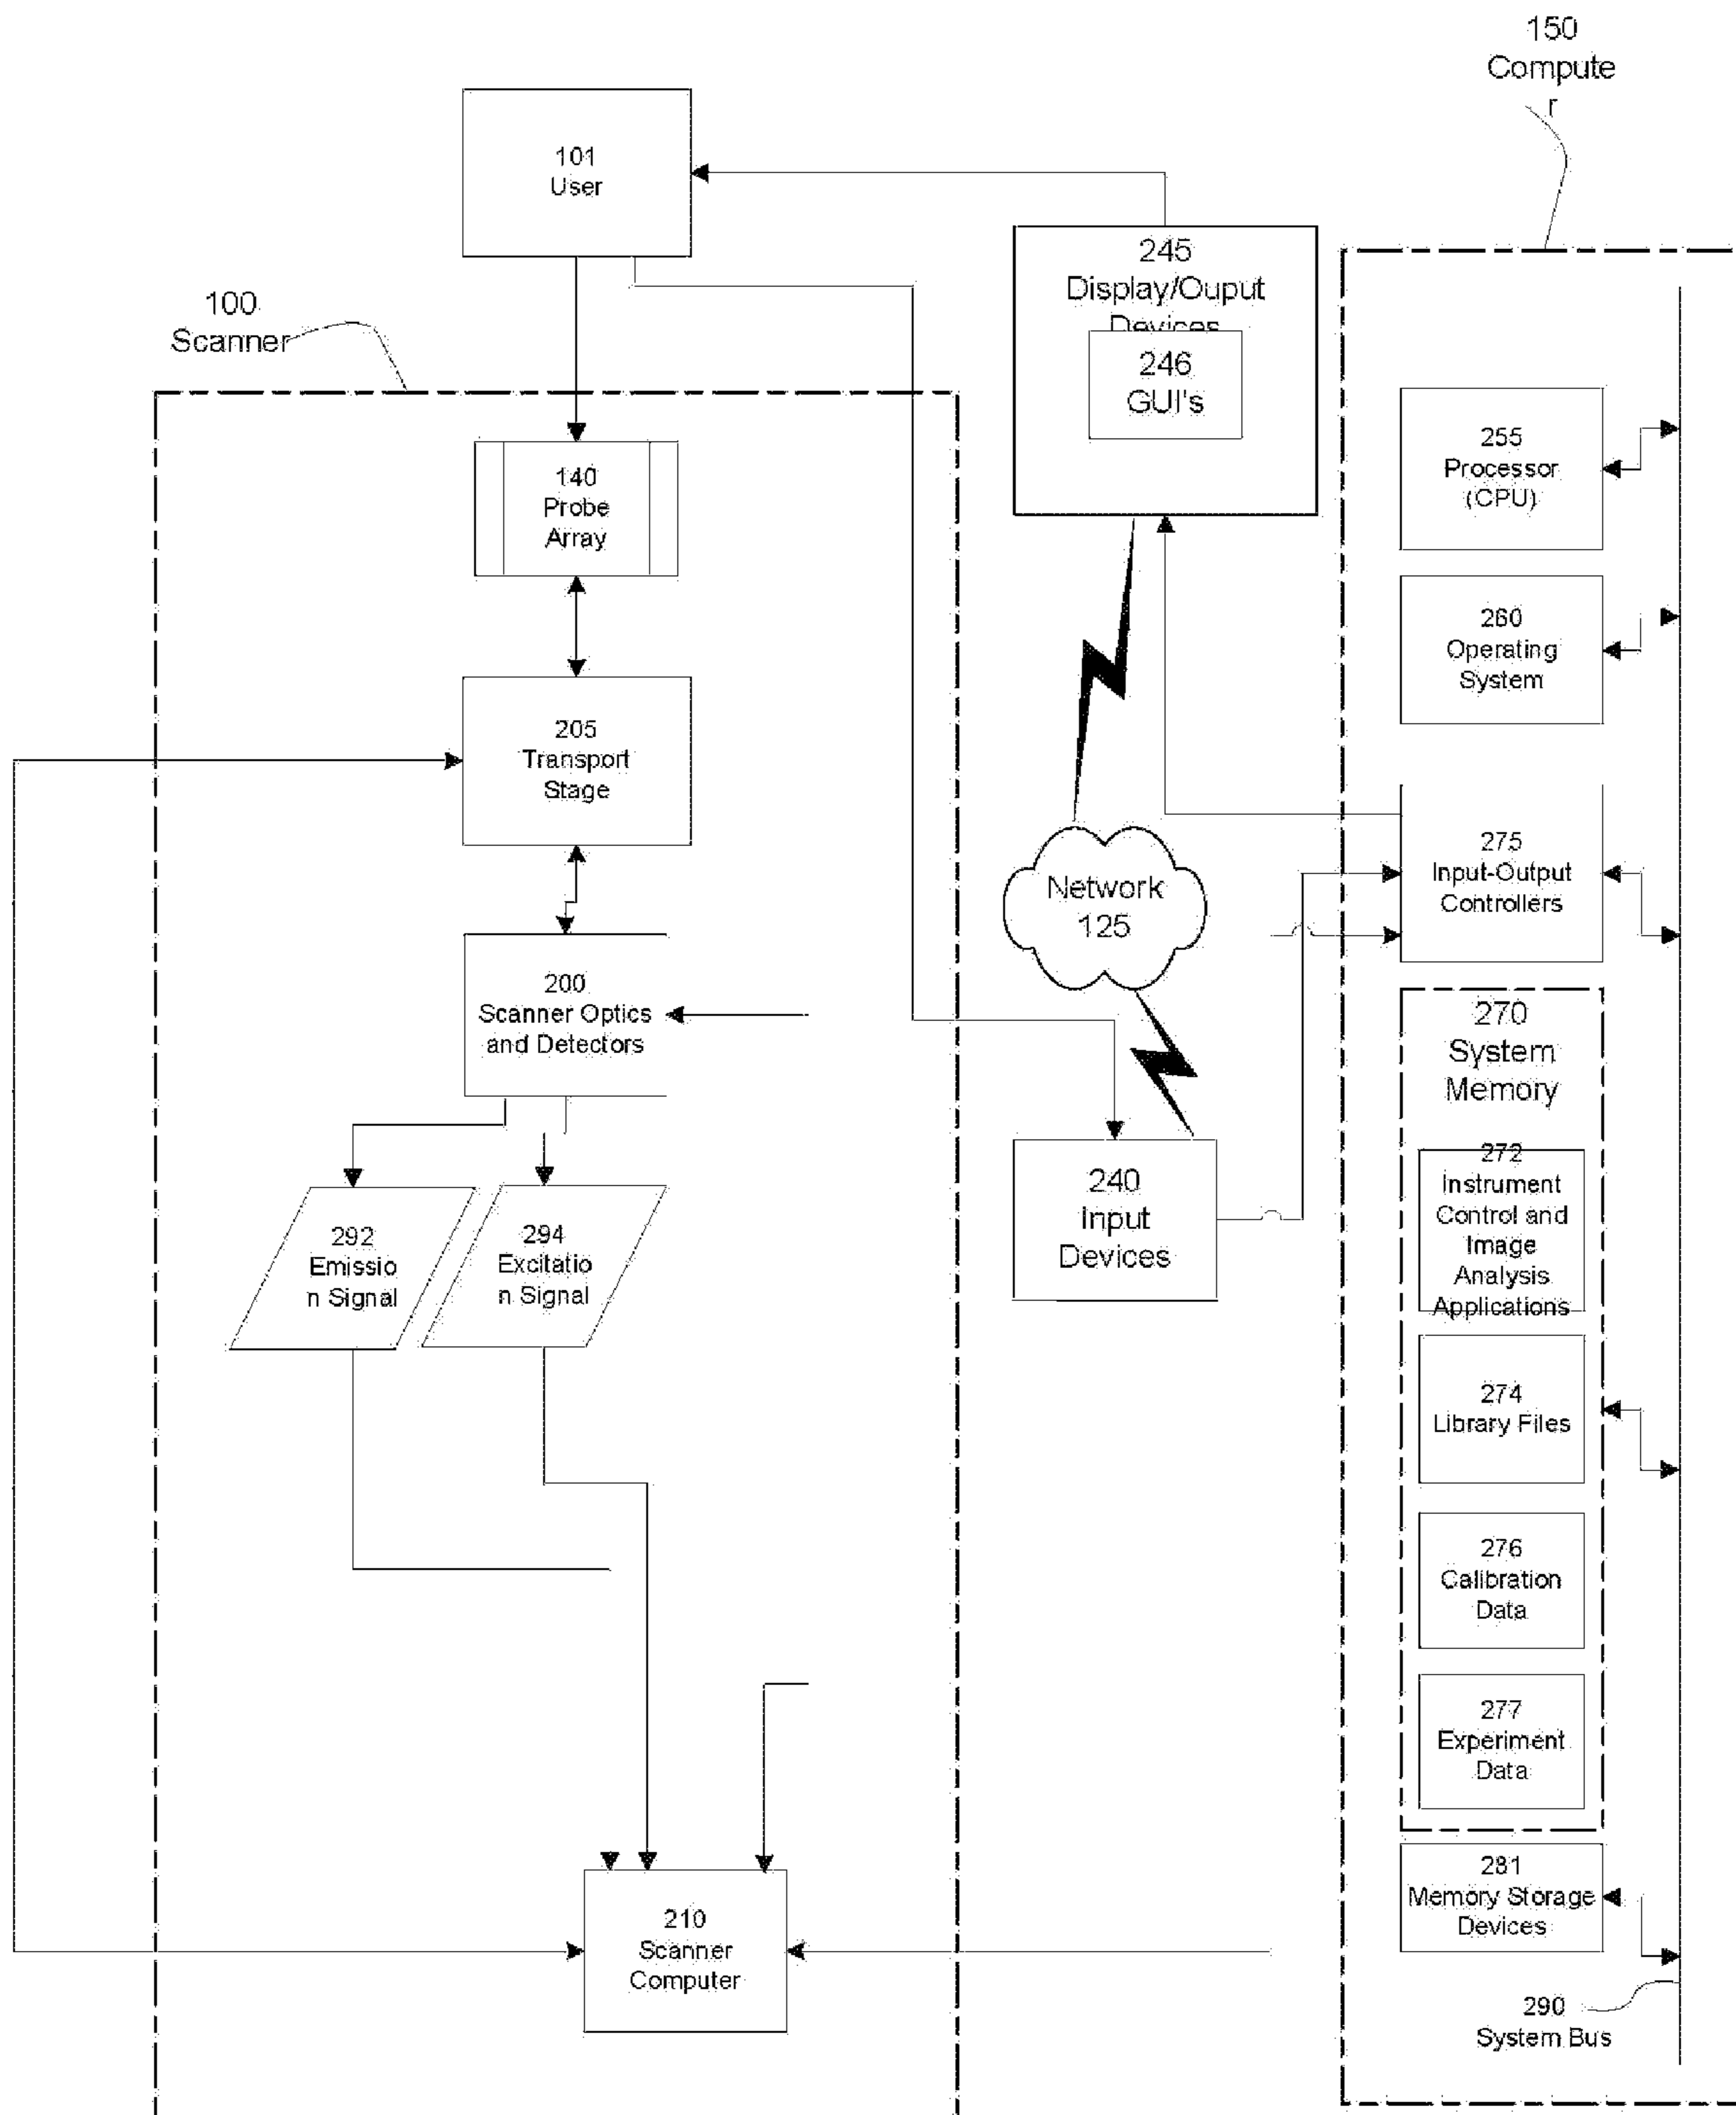 150
Compute
r
101
User
245
Display/Ouput
Devices
246
GUI's
100
Scanner
140
Probe
Array
255
Processor
(CPU)
260
Operating
System
205
Transport
Stage
275
Input-Output
Controllers
Network
125
200
Scanner Optics
and Detectors
270
System
Memory
272
Instrument
Control and
Image
Analysis
Applications
240
Input
Devices
292
Emissio
n Signal
294
Excitatio
n Signal
274
Library Files
276
Calibration
Data
277
Experiment
Data
281
Memory Storage
Devices
210
Scanner
Computer
290
System Bus